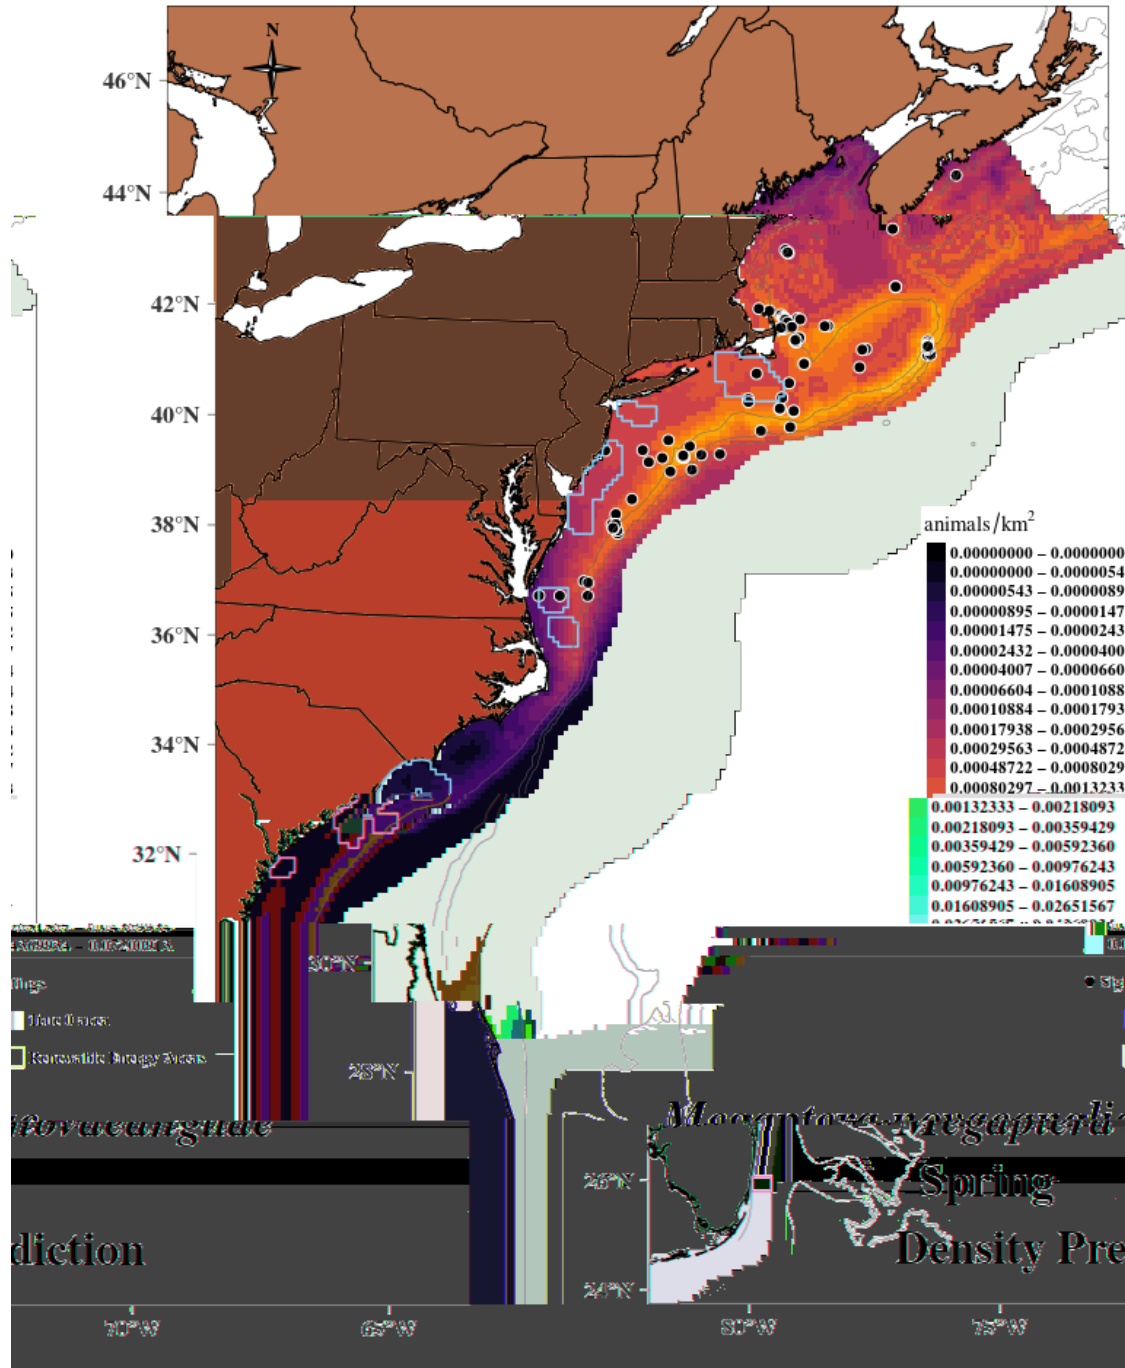 N
46°N
44°N
42°N
40°N
38°N
36°N
34°N
32°N
animals/km²
0.00000000 – 0.0000000
0.00000000 – 0.0000054
0.00000543 – 0.0000089
0.00000895 – 0.0000147
0.00001475 – 0.0000243
0.00002432 – 0.0000400
0.00004007 – 0.0000660
0.00006604 – 0.0001088
0.00010884 – 0.0001793
0.00017938 – 0.0002956
0.00029563 – 0.0004872
0.00048722 – 0.0008029
0.00080297 – 0.0013233
0.00132333 – 0.00218093
0.00218093 – 0.00359429
0.00359429 – 0.00592360
0.00592360 – 0.00976243
0.00976243 – 0.01608905
0.01608905 – 0.02651567
30°N
Sig
Renewable Energy Areas
28°N
Spring
26°N
diction
Density Pre
24°N
70°W
65°W
80°W
75°W